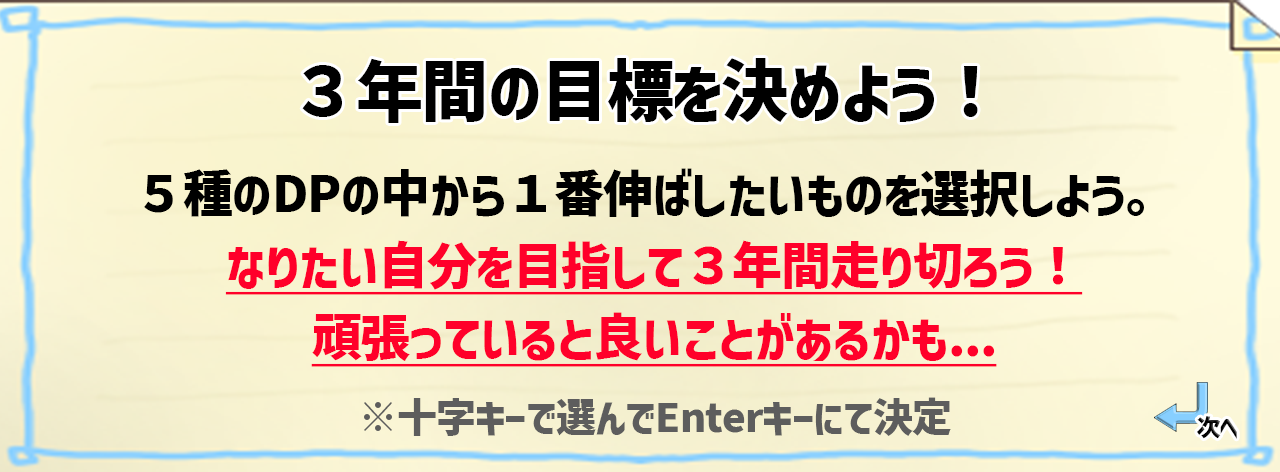 ３年間の目標を決めよう！
５種のDPの中から１番伸ばしたいものを選択しよう。
なりたい自分を目指して３年間走り切ろう！
頑張っていると良いことがあるかも...
※十字キーで選んでEnterキーにて決定
次へ